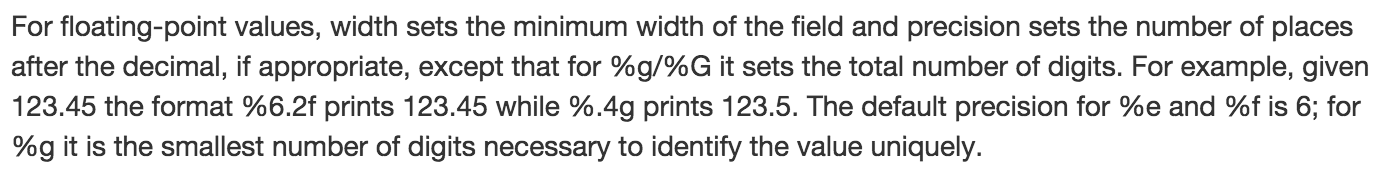 For floating-point values, width sets the minimum width of the field and precision sets the number of places
after the decimal, if appropriate, except that for %g/%G it sets the total number of digits. For example, given
123.45 the format %6.2f prints 123.45 while %.4g prints 123.5. The default precision for %e and %f is 6; for
%g it is the smallest number of digits necessary to identify the value uniquely.